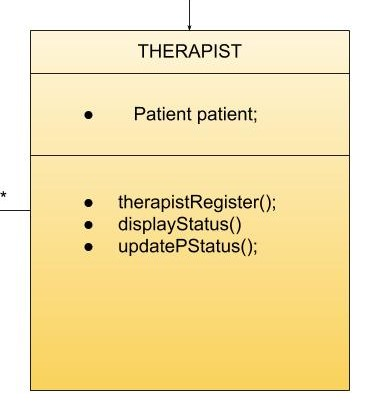 THERAPIST
● Patient patient;
*
● therapistRegister();
● displayStatus()
● updatePStatus();